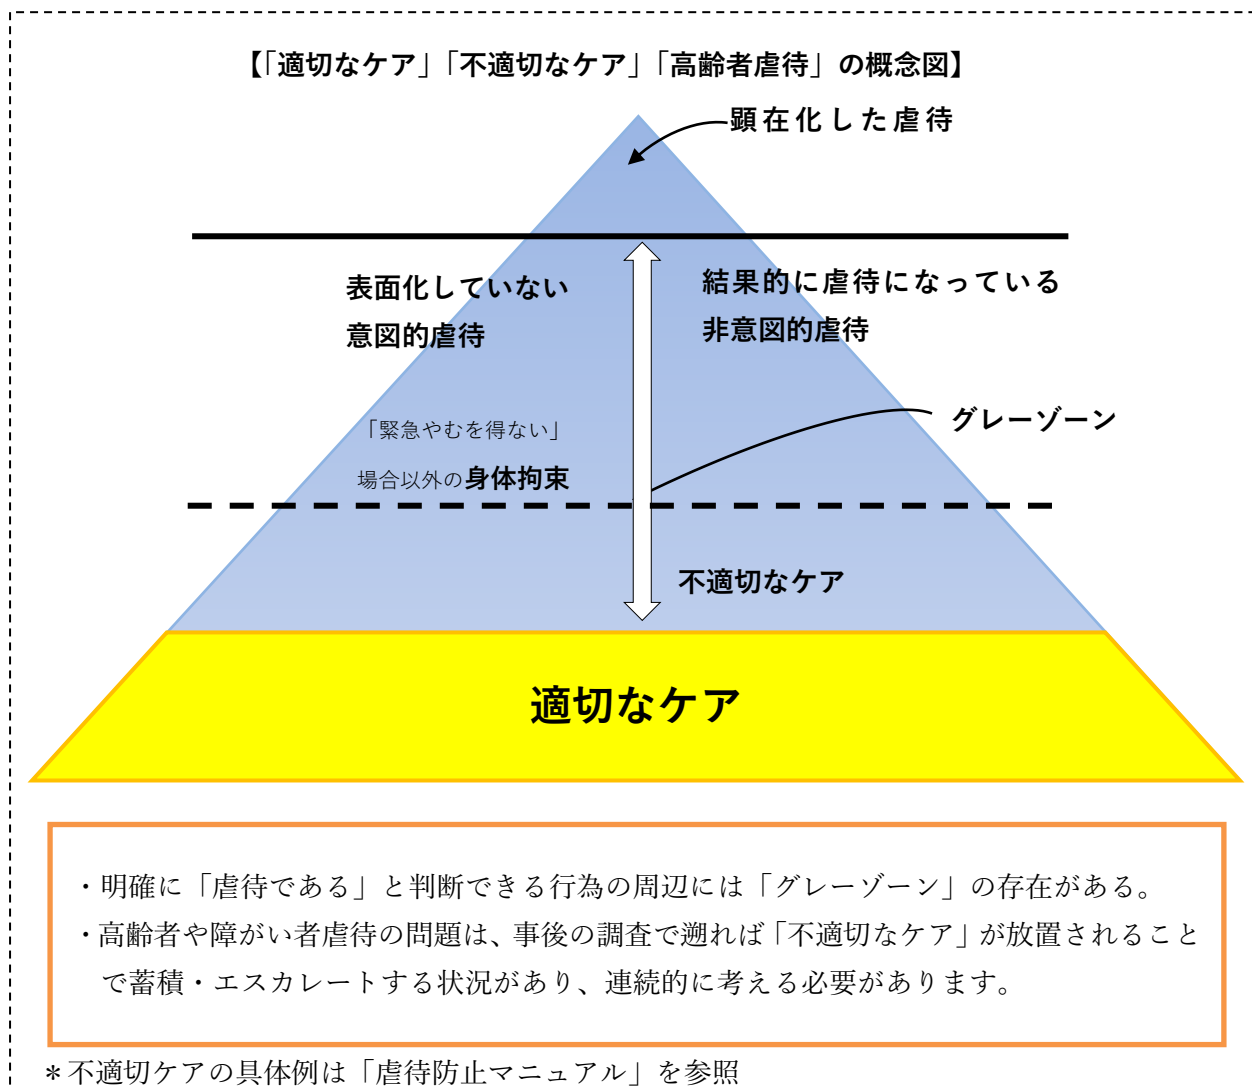 【「適切なケア」「不適切なケア」「高齢者虐待」の概念図】
顕在化した虐待
表面化していない
意図的虐待
結果的に虐待になっている
非意図的虐待
グレーゾーン
「緊急やむを得ない」
場合以外の身体拘束
不適切なケア
適切なケア
・明確に「虐待である」と判断できる行為の周辺には「グレーゾーン」の存在がある。
・高齢者や障がい者虐待の問題は、事後の調査で遡れば「不適切なケア」が放置されること
で蓄積・エスカレートする状況があり、連続的に考える必要があります。
＊不適切ケアの具体例は「虐待防止マニュアル」を参照